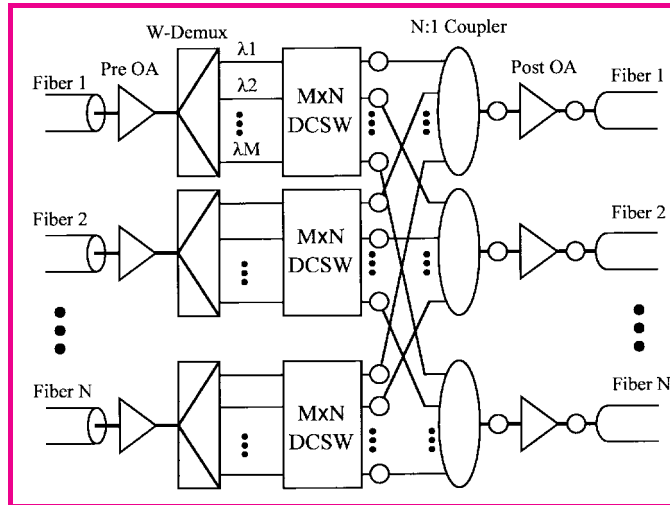 W-Demux
N:1 Coupler
Pre OA
λ1
Post OA
Fiber 1
Fiber 1
λ2
MxN
DCSW
λM
Fiber 2
Fiber 2
MxN
DCSW
Fiber N
Fiber N
MxN
DCSW